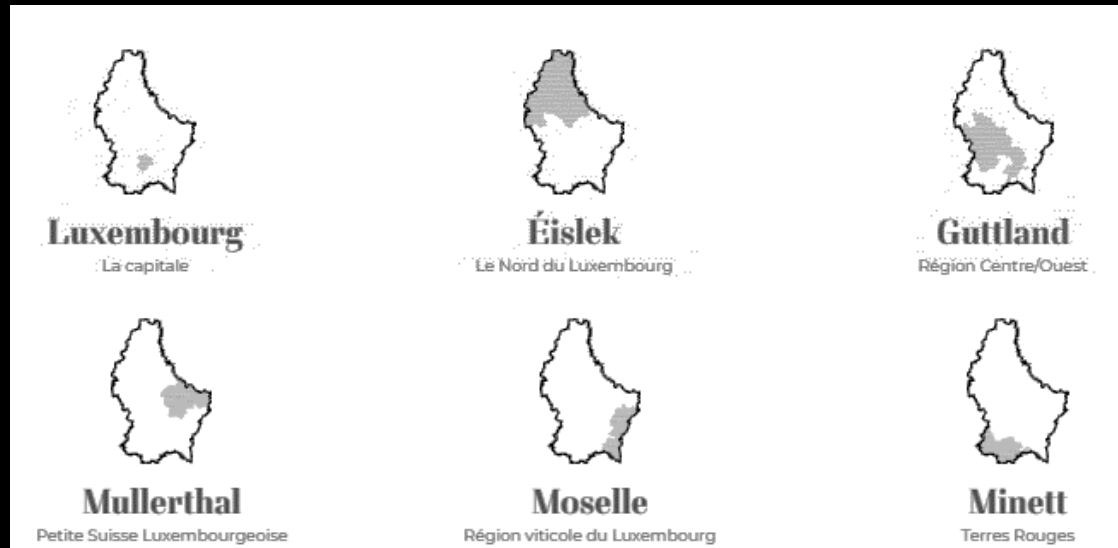 Luxembourg
La capitale
Éislek
Le Nord du Luxembourg
Guttland
Région Centre/Ouest
Mullerthal
Petite Suisse Luxembourgeoise
Moselle
Région viticole du Luxembourg
Minett
Terres Rouges